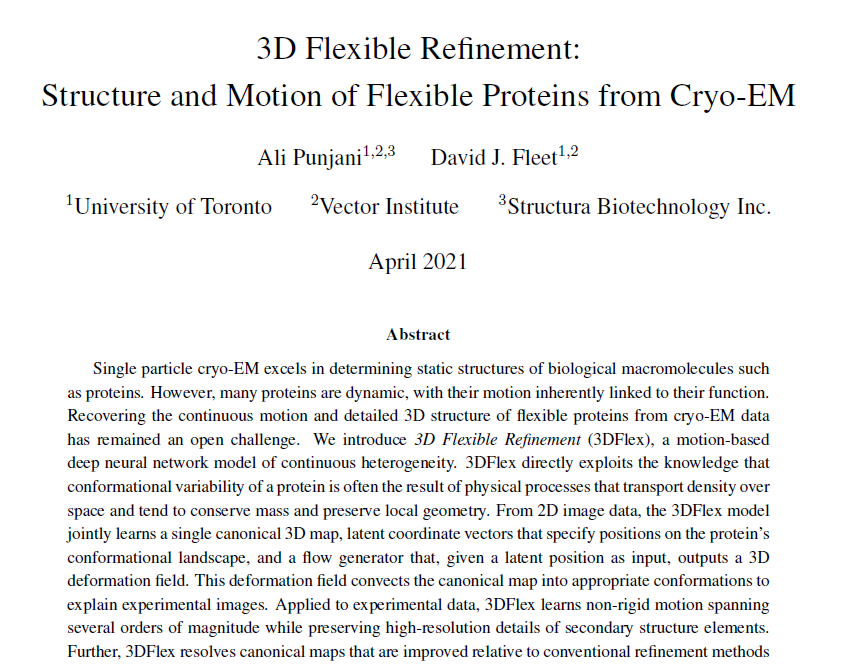 3D Flexible Refinement:
Structure and Motion of Flexible Proteins from Cryo-EM
Ali Punjani1,2,3 David J. Fleet1,2
1University of Toronto 2Vector Institute 3Structura Biotechnology Inc.
April 2021
Abstract
Single particle cryo-EM excels in determining static structures of biological macromolecules such
as proteins. However, many proteins are dynamic, with their motion inherently linked to their function.
Recovering the continuous motion and detailed 3D structure of flexible proteins from cryo-EM data
has remained an open challenge. We introduce 3D Flexible Refinement (3DFlex), a motion-based
deep neural network model of continuous heterogeneity. 3DFlex directly exploits the knowledge that
conformational variability of a protein is often the result of physical processes that transport density over
space and tend to conserve mass and preserve local geometry. From 2D image data, the 3DFlex model
jointly learns a single canonical 3D map, latent coordinate vectors that specify positions on the protein's
conformational landscape, and a flow generator that, given a latent position as input, outputs a 3D
deformation field. This deformation field convects the canonical map into appropriate conformations to
explain experimental images. Applied to experimental data, 3DFlex learns non-rigid motion spanning
several orders of magnitude while preserving high-resolution details of secondary structure elements.
Further, 3DFlex resolves canonical maps that are improved relative to conventional refinement methods